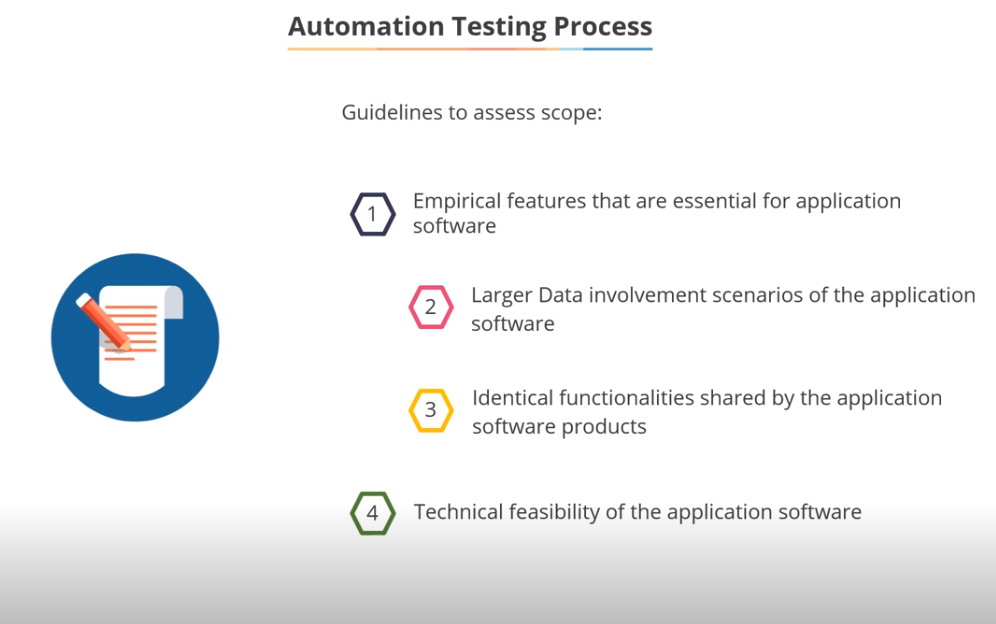 Automation Testing Process
Guidelines to assess scope:
1
Empirical features that are essential for application
software
2
Larger Data involvement scenarios of the application
software
3
Identical functionalities shared by the application
software products
4
Technical feasibility of the application software